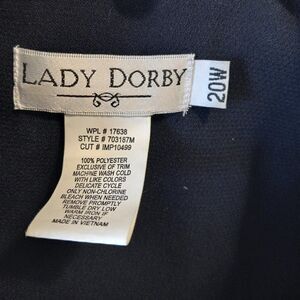 LADY DORBY
20W
WPL # 17638
STYLE # 703187M
CUT # IMP10499
100% POLYESTER
EXCLUSIVE OF TRIM
MACHINE WASH COLD
WITH LIKE COLORS
DELICATE CYCLE
ONLY NON-CHLORINE
BLEACH WHEN NEEDED
REMOVE PROMPTLY
TUMBLE DRY LOW
WARM IRON IF
NECESSARY
MADE IN VIETNAM